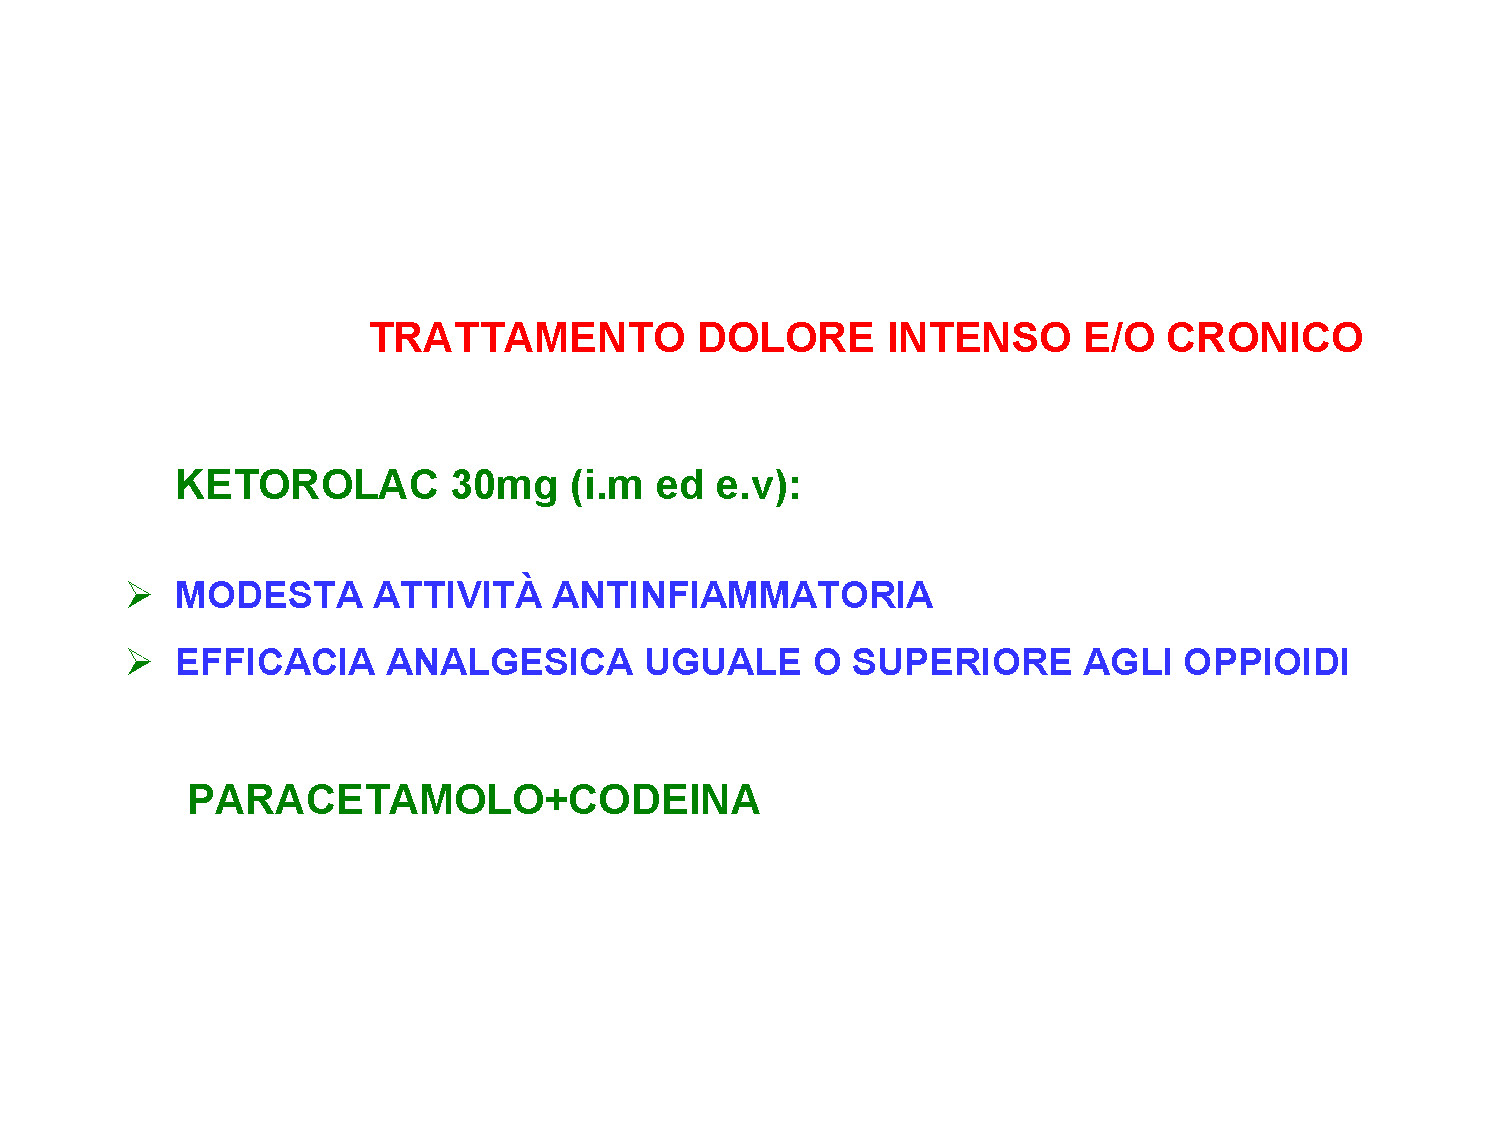 TRATTAMENTO DOLORE INTENSO E/O CRONICO
KETOROLAC 30mg (i.m ed e.v):
➢ MODESTA ATTIVITÀ ANTINFIAMMATORIA
➢ EFFICACIA ANALGESICA UGUALE O SUPERIORE AGLI OPPIOIDI
PARACETAMOLO+CODEINA